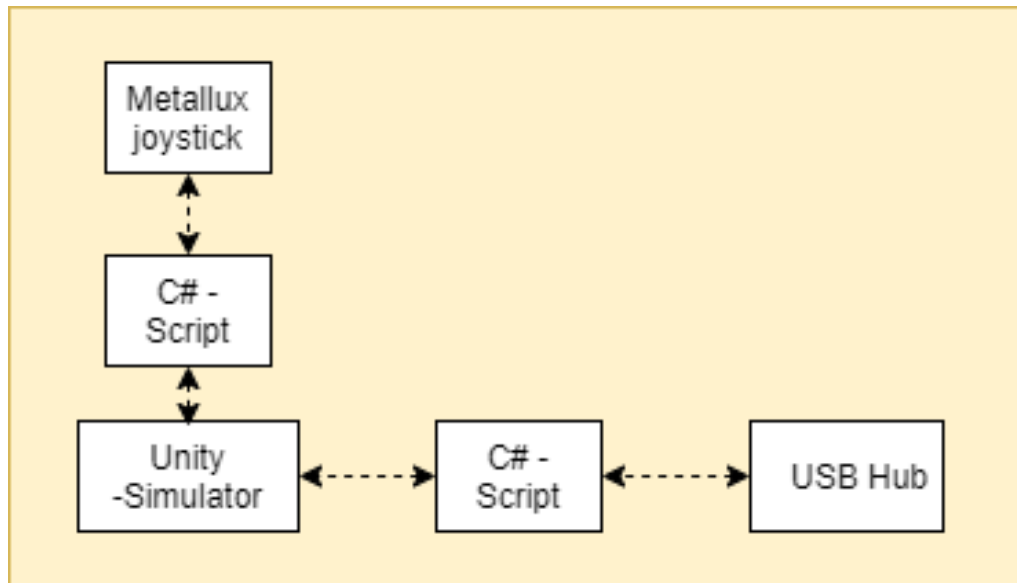 Metallux
joystick
C# -
Script
Unity
-Simulator
C# -
Script
USB Hub